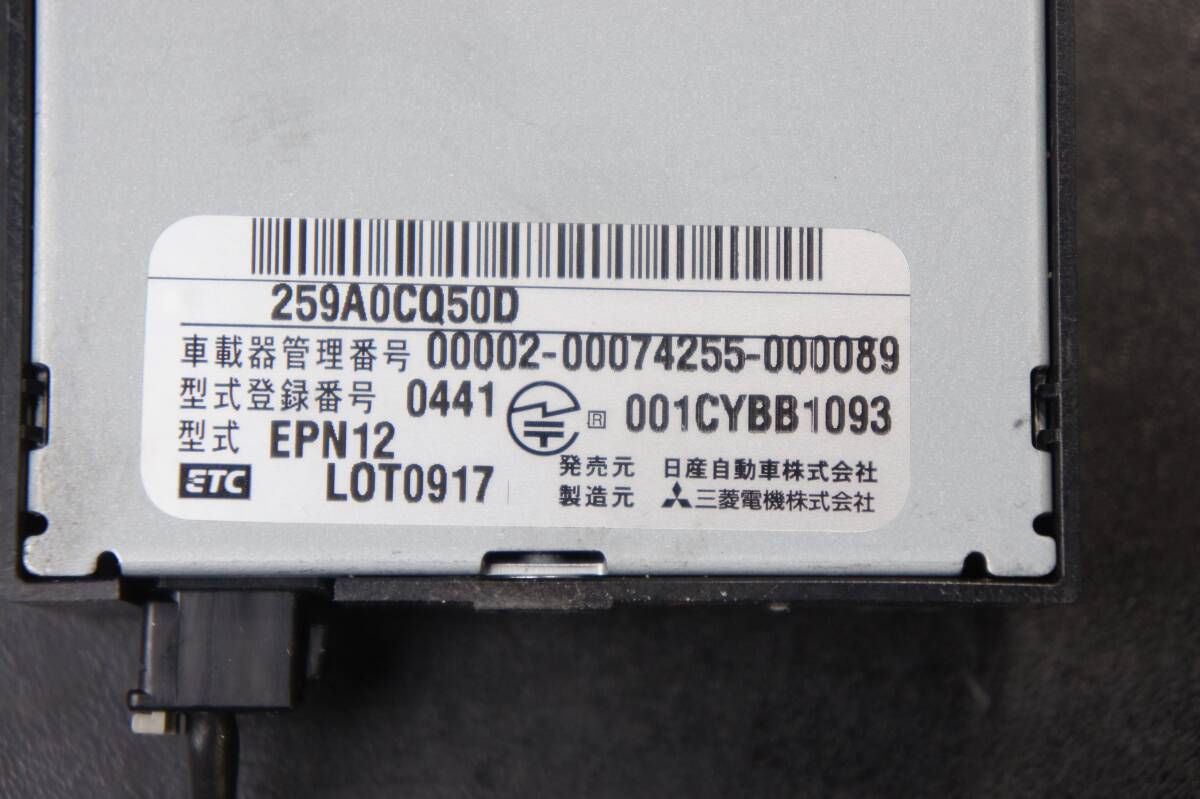 259A0CQ50D
車載器管理番号 00002-00074255-000089
型式登録番号 0441 R 001CYBB1093
型式 EPN12
ETC LOT0917
発売元 日産自動車株式会社
製造元 三菱電機株式会社